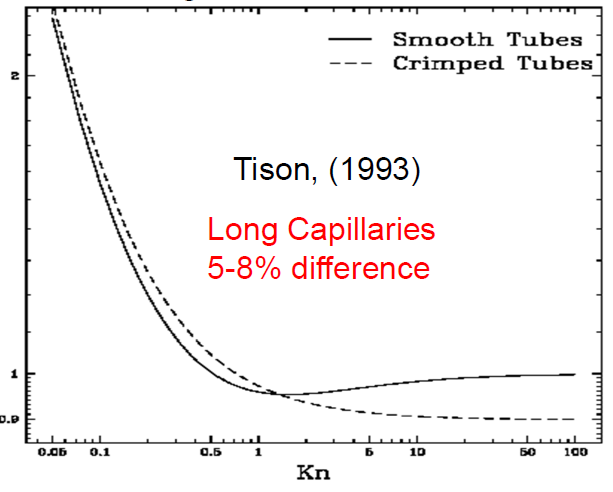 Smooth Tubes
Crimped Tubes
2
Tison, (1993)
Long Capillaries
5-8% difference
1
0.9
0.05 0.1 0.5 1 5 10 50 100
Kn